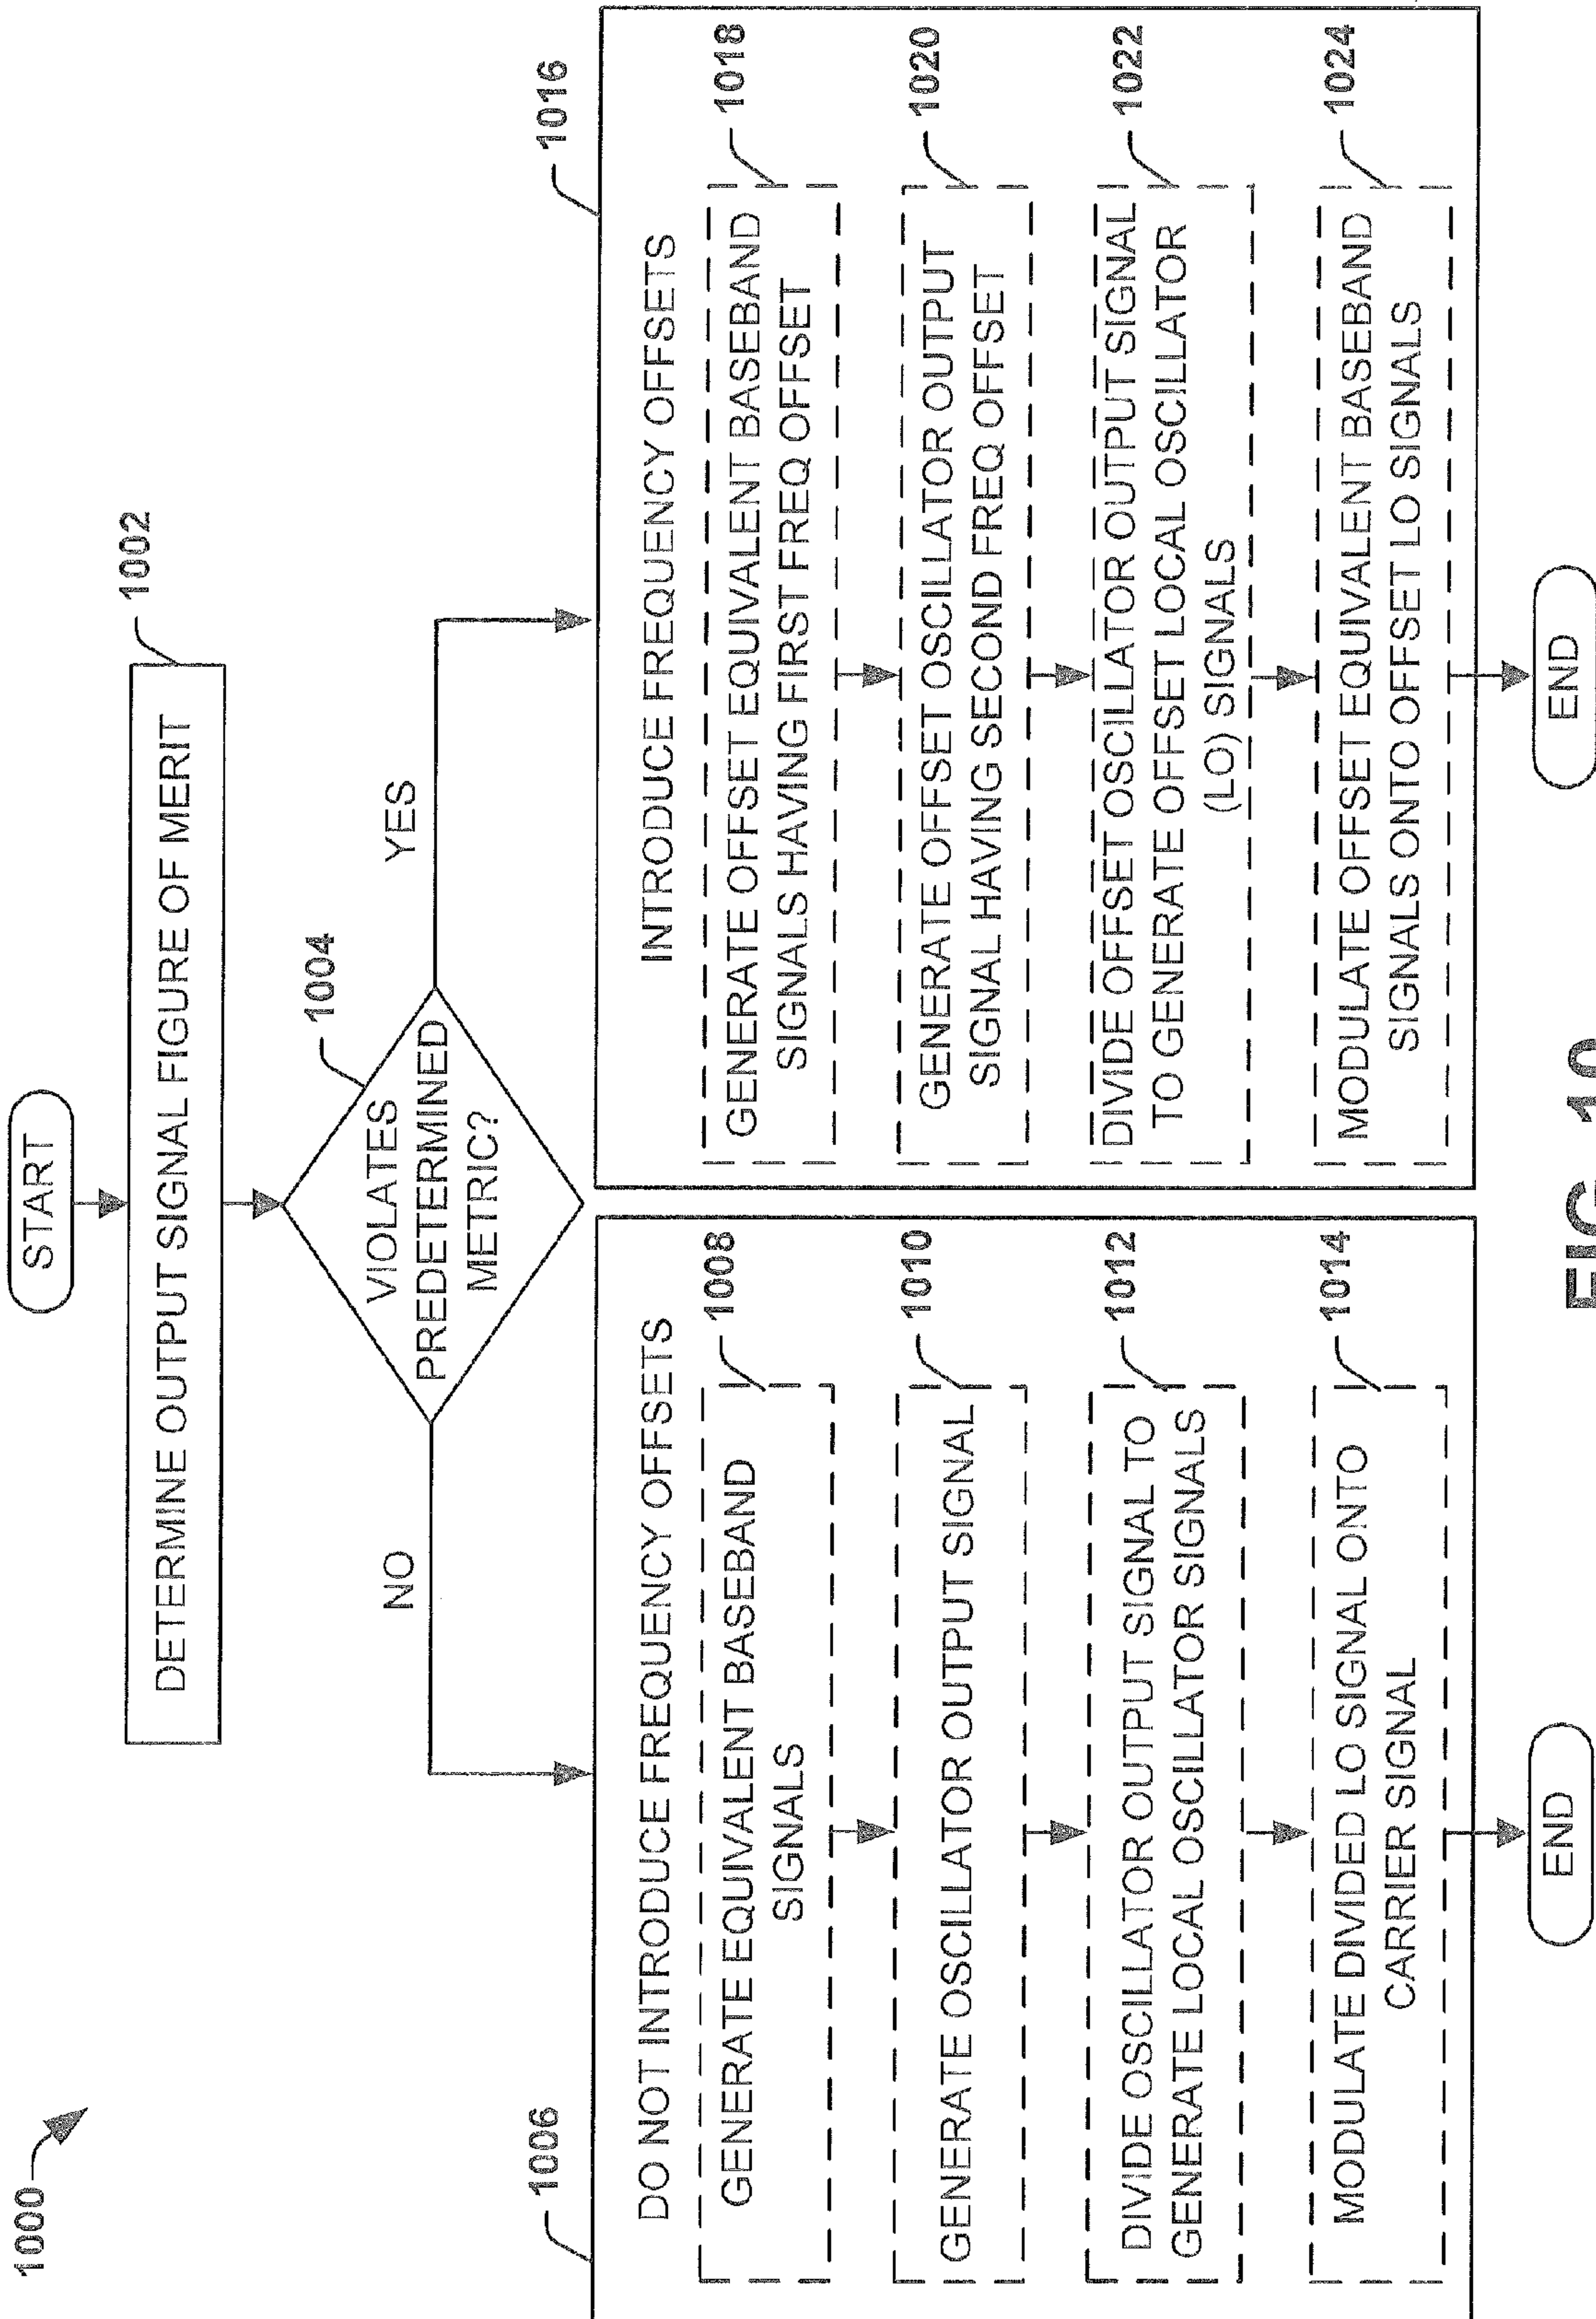 1000
START
DETERMINE OUTPUT SIGNAL FIGURE OF MERIT
1002
VIOLATES
PREDETERMINED
METRIC?
1004
NO
YES
1006
DO NOT INTRODUCE FREQUENCY OFFSETS
GENERATE EQUIVALENT BASEBAND
SIGNALS
1008
GENERATE OSCILLATOR OUTPUT SIGNAL
1010
DIVIDE OSCILLATOR OUTPUT SIGNAL TO
GENERATE LOCAL OSCILLATOR SIGNALS
1012
MODULATE DIVIDED LO SIGNAL ONTO
CARRIER SIGNAL
1014
END
1016
INTRODUCE FREQUENCY OFFSETS
GENERATE OFFSET EQUIVALENT BASEBAND
SIGNALS HAVING FIRST FREQ OFFSET
1018
GENERATE OFFSET OSCILLATOR OUTPUT
SIGNAL HAVING SECOND FREQ OFFSET
1020
DIVIDE OFFSET OSCILLATOR OUTPUT SIGNAL
TO GENERATE OFFSET LOCAL OSCILLATOR
(LO) SIGNALS
1022
MODULATE OFFSET EQUIVALENT BASEBAND
SIGNALS ONTO OFFSET LO SIGNALS
1024
END
FIG. 10